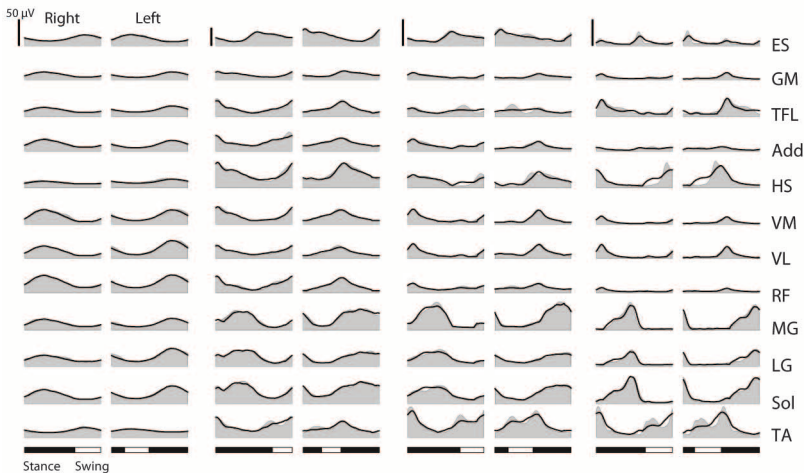 50 µV
Right Left
ES
GM
TFL
Add
HS
VM
VL
RF
MG
LG
Sol
TA
Stance Swing